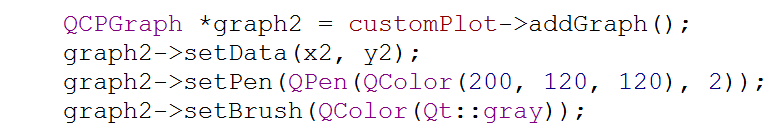 QCPGraph *graph2 = customPlot->addGraph();
graph2->setData(x2, y2);
graph2->setPen(QPen(QColor(200, 120, 120), 2));
graph2->setBrush(QColor(Qt::gray));